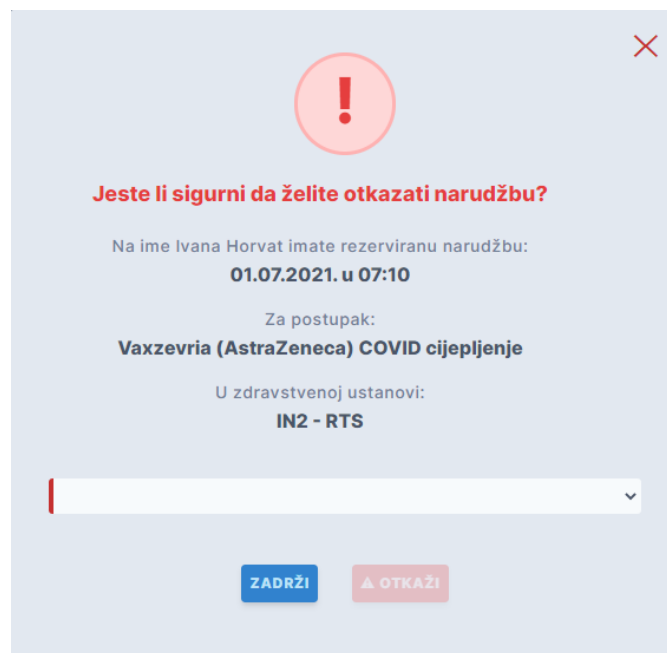 !
Jeste li sigurni da želite otkazati narudžbu?
Na ime Ivana Horvat imate rezerviranu narudžbu:
01.07.2021. u 07:10
Za postupak:
Vaxzevria (AstraZeneca) COVID cijepljenje
U zdravstvenoj ustanovi:
IN2 - RTS
ZADRŽI
OTKAŽI